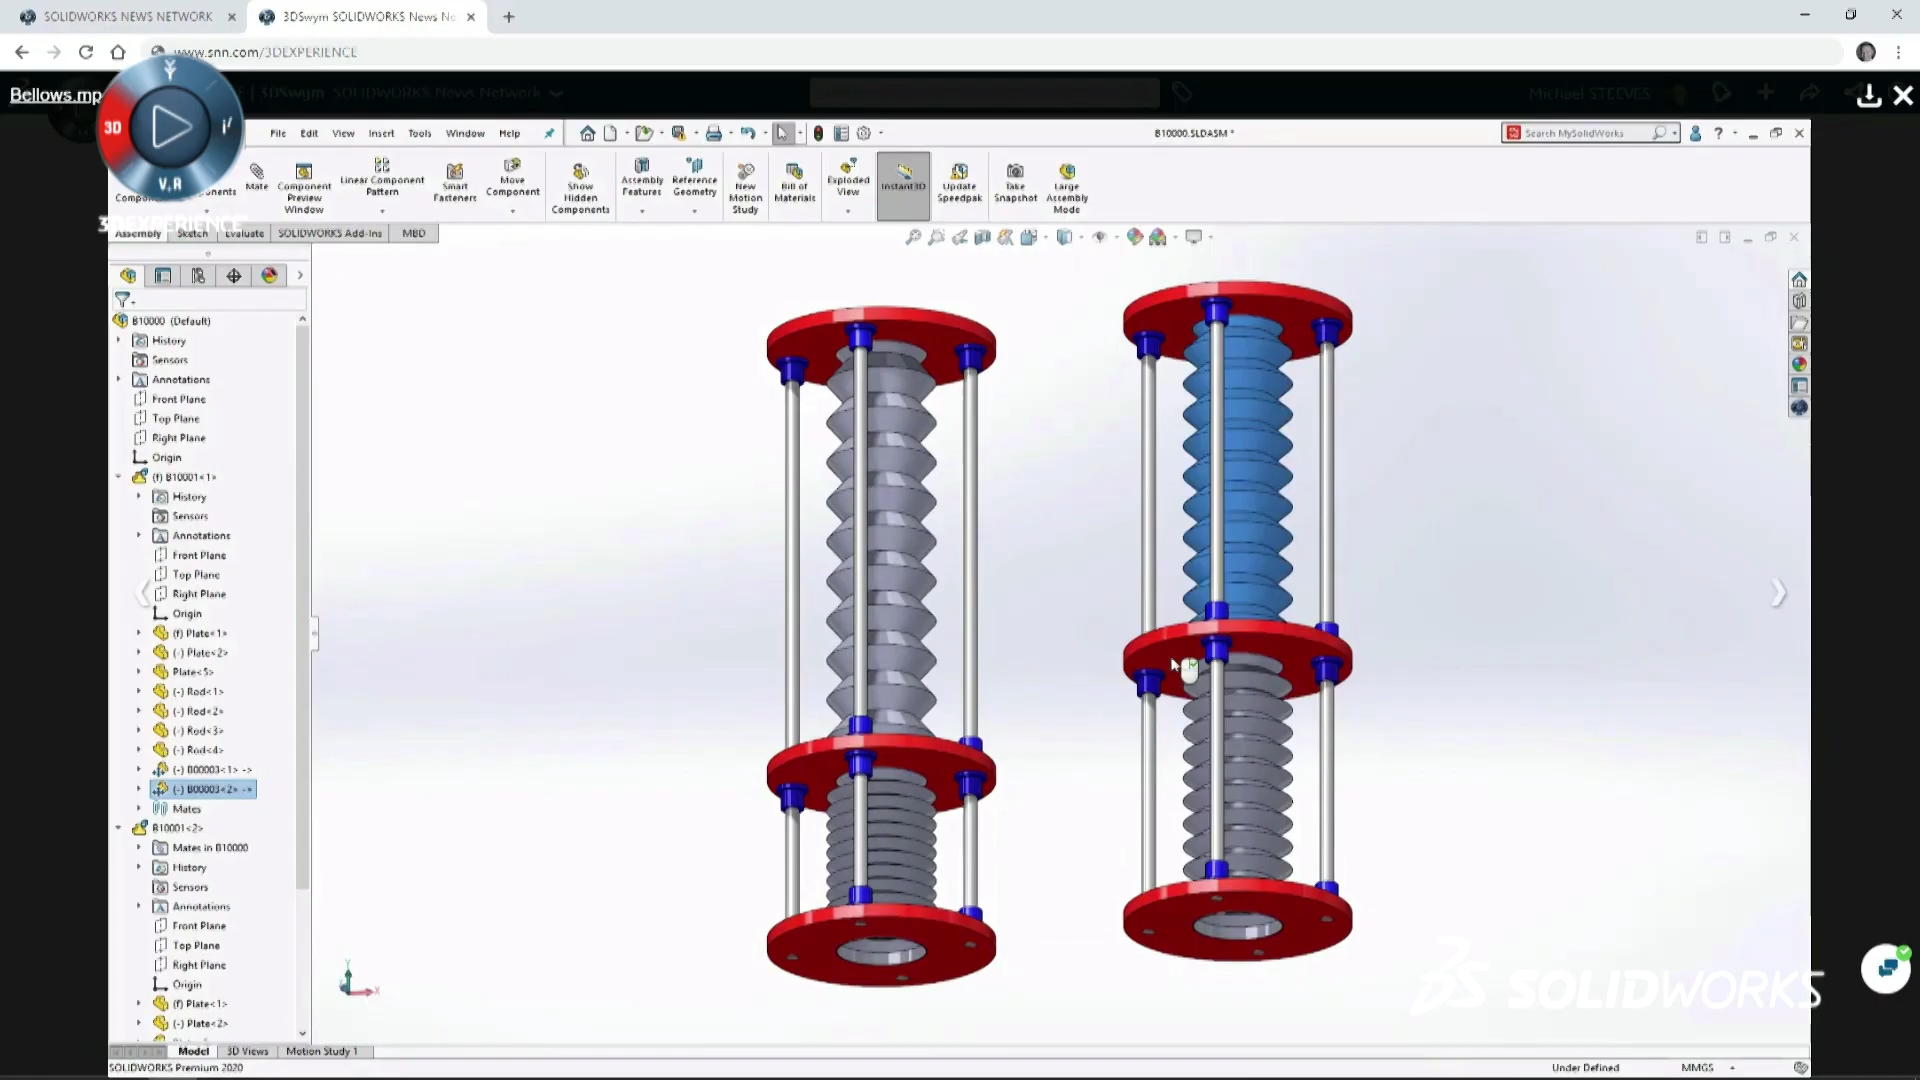 SOLIDWORKS NEWS NETWORK
3DSwym SOLIDWORKS News Ne
www.snn.com/3DEXPERIENCE
Bellows.mp
3DSwym SOLIDWORKS News Network
Michael STEEVES
3D
V,R
3DEXPERIENCE
File Edit View Insert Tools Window Help
B10000.SLDASM *
Search MySolidWorks
Mate
Component Preview Window
Linear Component Pattern
Smart Fasteners
Move Component
Show Hidden Components
Assembly Features
Reference Geometry
New Motion Study
Bill of Materials
Exploded View
Instant3D
Update Speedpak
Take Snapshot
Large Assembly Mode
Assembly Sketch Evaluate SOLIDWORKS Add-Ins MBD
B10000 (Default)
History
Sensors
Annotations
Front Plane
Top Plane
Right Plane
Origin
(f) B10001<1>
History
Sensors
Annotations
Front Plane
Top Plane
Right Plane
Origin
(f) Plate<1>
(-) Plate<2>
Plate<5>
(-) Rod<1>
(-) Rod<2>
(-) Rod<3>
(-) Rod<4>
(-) B00003<1> ->
(-) B00003<2> ->
Mates
B10001<2>
Mates in B10000
History
Sensors
Annotations
Front Plane
Top Plane
Right Plane
Origin
(f) Plate<1>
(-) Plate<2>
Y
X
SOLIDWORKS
Model 3D Views Motion Study 1
SOLIDWORKS Premium 2020
Under Defined
MMGS